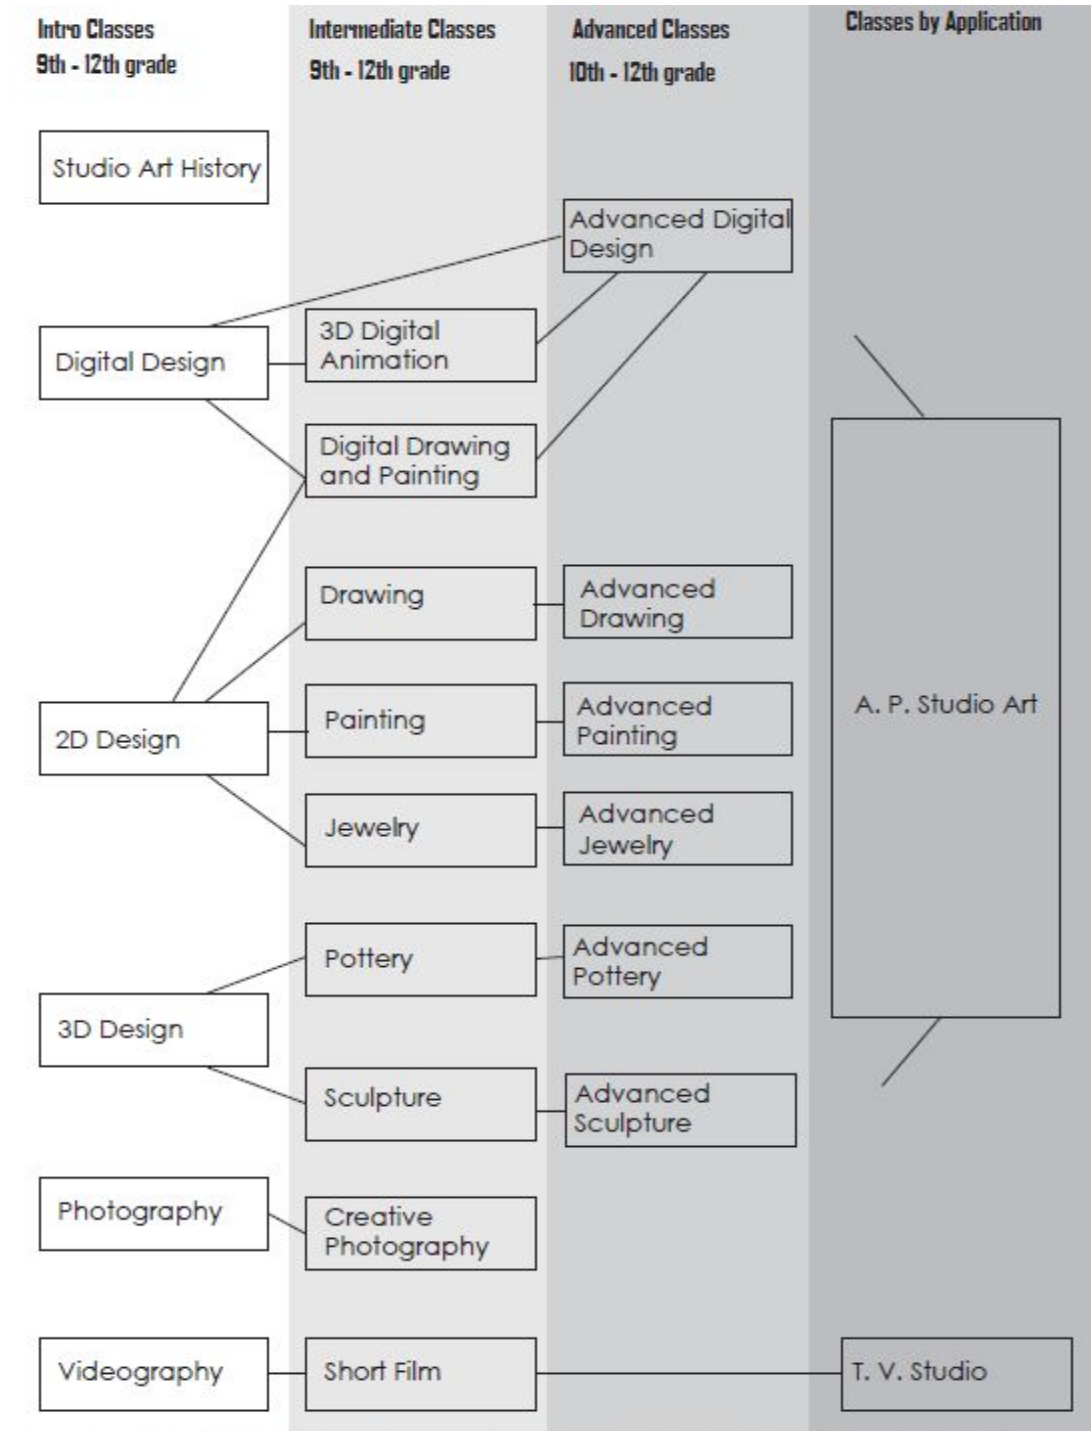 Intro Classes
9th - 12th grade
Intermediate Classes
9th - 12th grade
Advanced Classes
10th - 12th grade
Classes by Application
Studio Art History
Advanced Digital
Design
Digital Design
3D Digital
Animation
Digital Drawing
and Painting
Drawing
Advanced
Drawing
2D Design
Painting
Advanced
Painting
A. P. Studio Art
Jewelry
Advanced
Jewelry
Pottery
Advanced
Pottery
3D Design
Sculpture
Advanced
Sculpture
Photography
Creative
Photography
Videography
Short Film
T. V. Studio